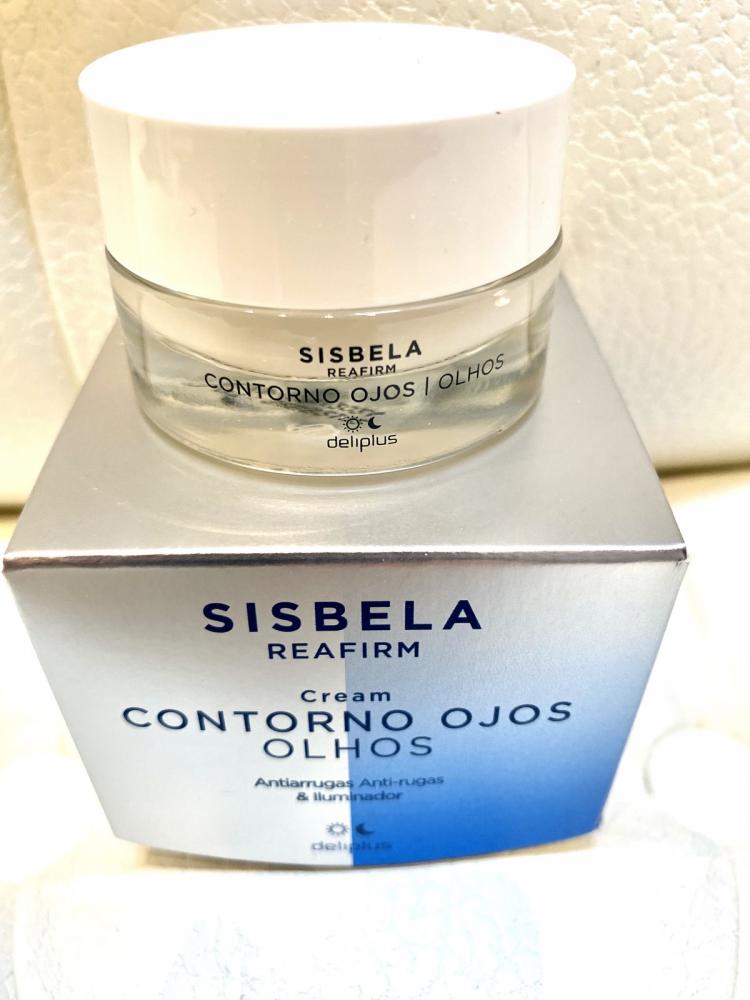 SISBELA
REAFIRM
CONTORNO OJOS | OLHOS
deliplus
SISBELA
REAFIRM
Cream
CONTORNO OJOS
OLHOS
Antiarrugas Anti-rugas
& Iluminador
deliplus